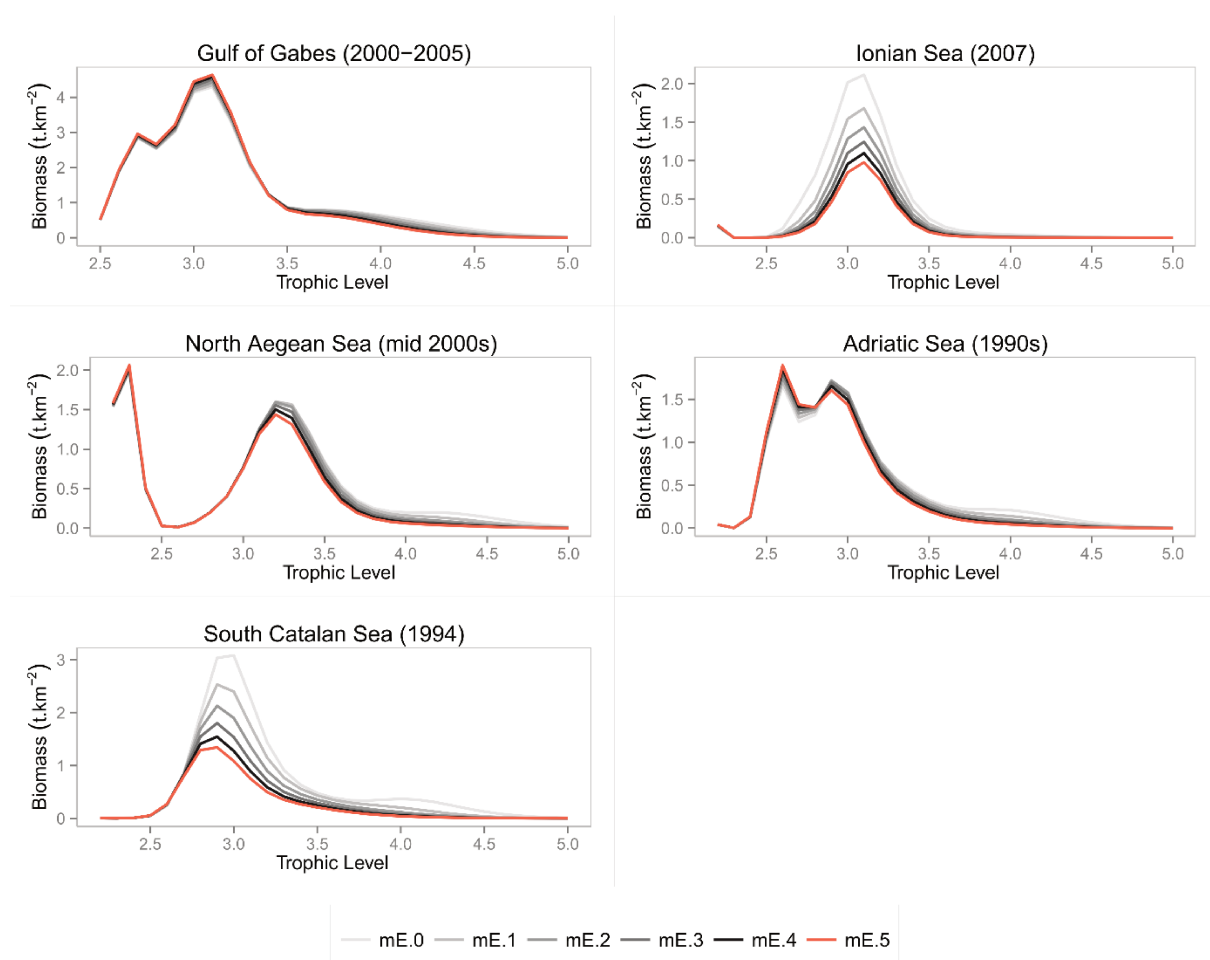 Gulf of Gabes (2000−2005)
Biomass (t.km−2)
4
3
2
1
0
2.5 3.0 3.5 4.0 4.5 5.0
Trophic Level
Ionian Sea (2007)
Biomass (t.km−2)
2.0
1.5
1.0
0.5
0.0
2.5 3.0 3.5 4.0 4.5 5.0
Trophic Level
North Aegean Sea (mid 2000s)
Biomass (t.km−2)
2.0
1.5
1.0
0.5
0.0
2.5 3.0 3.5 4.0 4.5 5.0
Trophic Level
Adriatic Sea (1990s)
Biomass (t.km−2)
1.5
1.0
0.5
0.0
2.5 3.0 3.5 4.0 4.5 5.0
Trophic Level
South Catalan Sea (1994)
Biomass (t.km−2)
3
2
1
0
2.5 3.0 3.5 4.0 4.5 5.0
Trophic Level
mE.0 mE.1 mE.2 mE.3 mE.4 mE.5